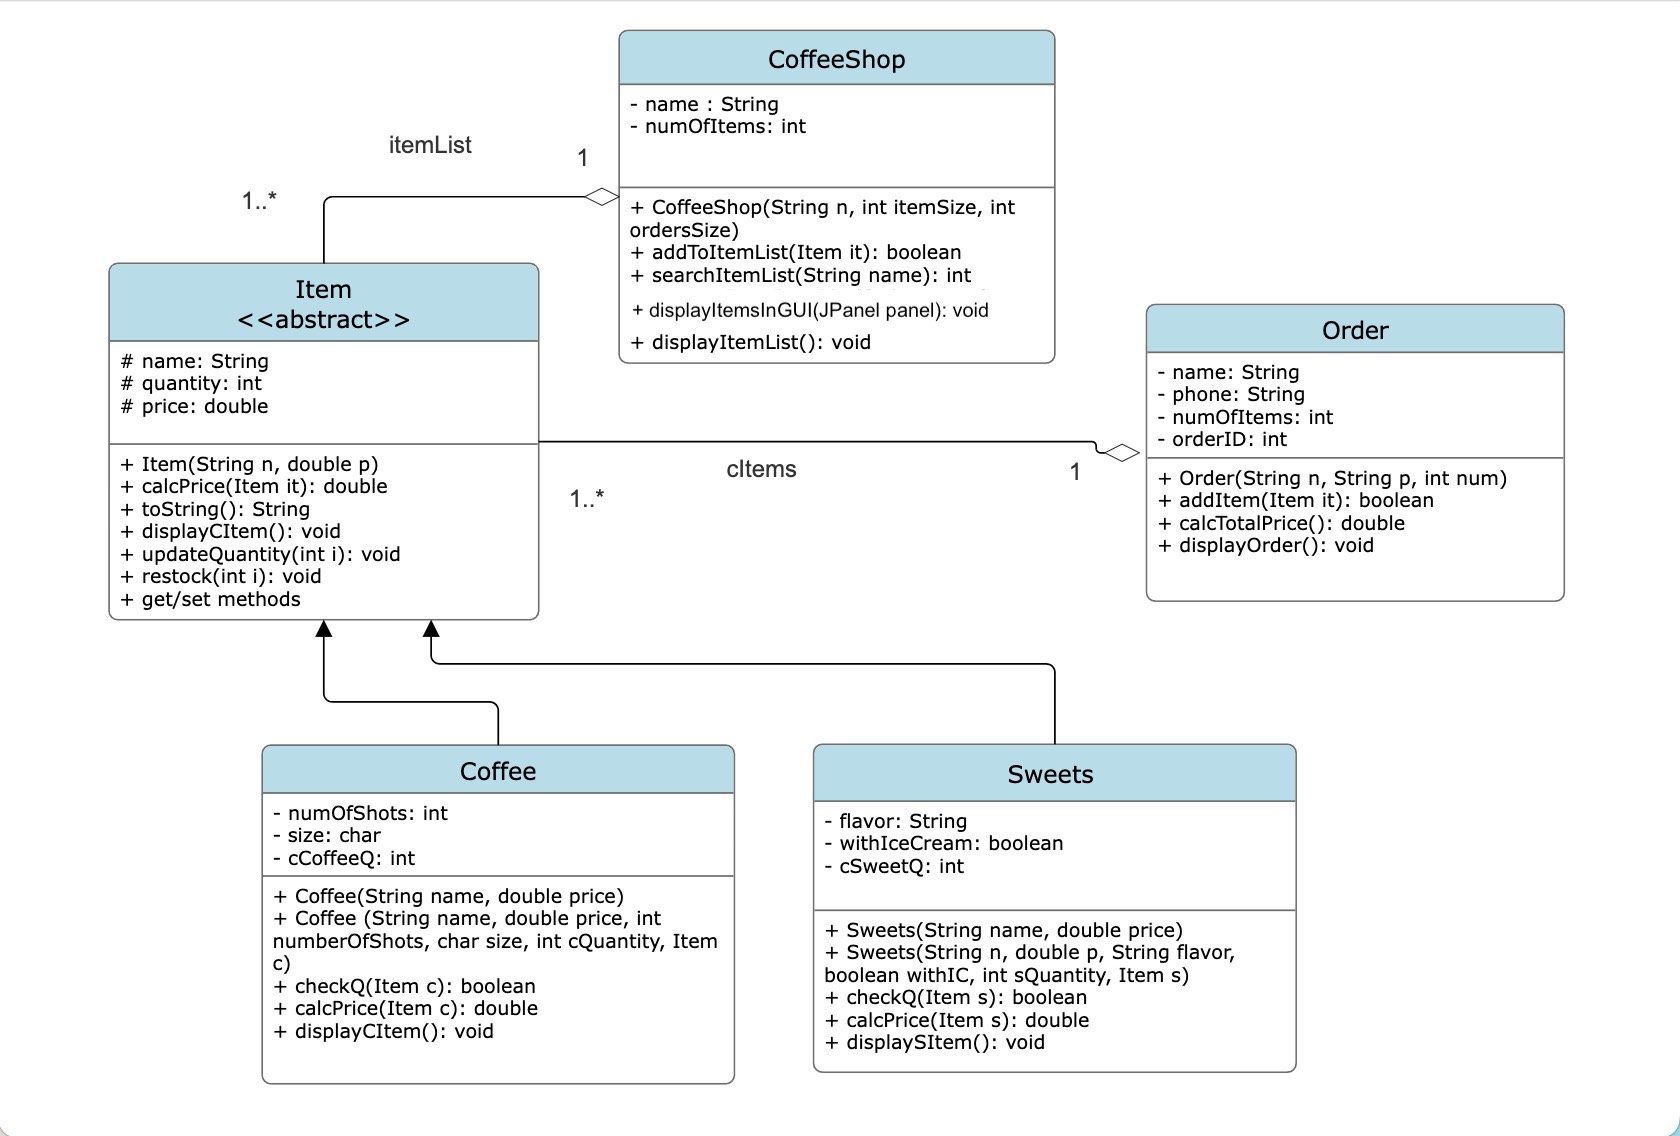 CoffeeShop
- name : String
- numOfItems: int
+ CoffeeShop(String n, int itemSize, int
ordersSize)
+ addToItemList(Item it): boolean
+ searchItemList(String name): int
+ displayItemsInGUI(JPanel panel): void
+ displayItemList(): void
itemList
1
1..*
Item
<<abstract>>
# name: String
# quantity: int
# price: double
+ Item(String n, double p)
+ calcPrice(Item it): double
+ toString(): String
+ displayCItem(): void
+ updateQuantity(int i): void
+ restock(int i): void
+ get/set methods
cItems
1
1..*
Order
- name: String
- phone: String
- numOfItems: int
- orderID: int
+ Order(String n, String p, int num)
+ addItem(Item it): boolean
+ calcTotalPrice(): double
+ displayOrder(): void
Coffee
- numOfShots: int
- size: char
- cCoffeeQ: int
+ Coffee(String name, double price)
+ Coffee (String name, double price, int
numberOfShots, char size, int cQuantity, Item
c)
+ checkQ(Item c): boolean
+ calcPrice(Item c): double
+ displayCItem(): void
Sweets
- flavor: String
- withIceCream: boolean
- cSweetQ: int
+ Sweets(String name, double price)
+ Sweets(String n, double p, String flavor,
boolean withIC, int sQuantity, Item s)
+ checkQ(Item s): boolean
+ calcPrice(Item s): double
+ displaySItem(): void